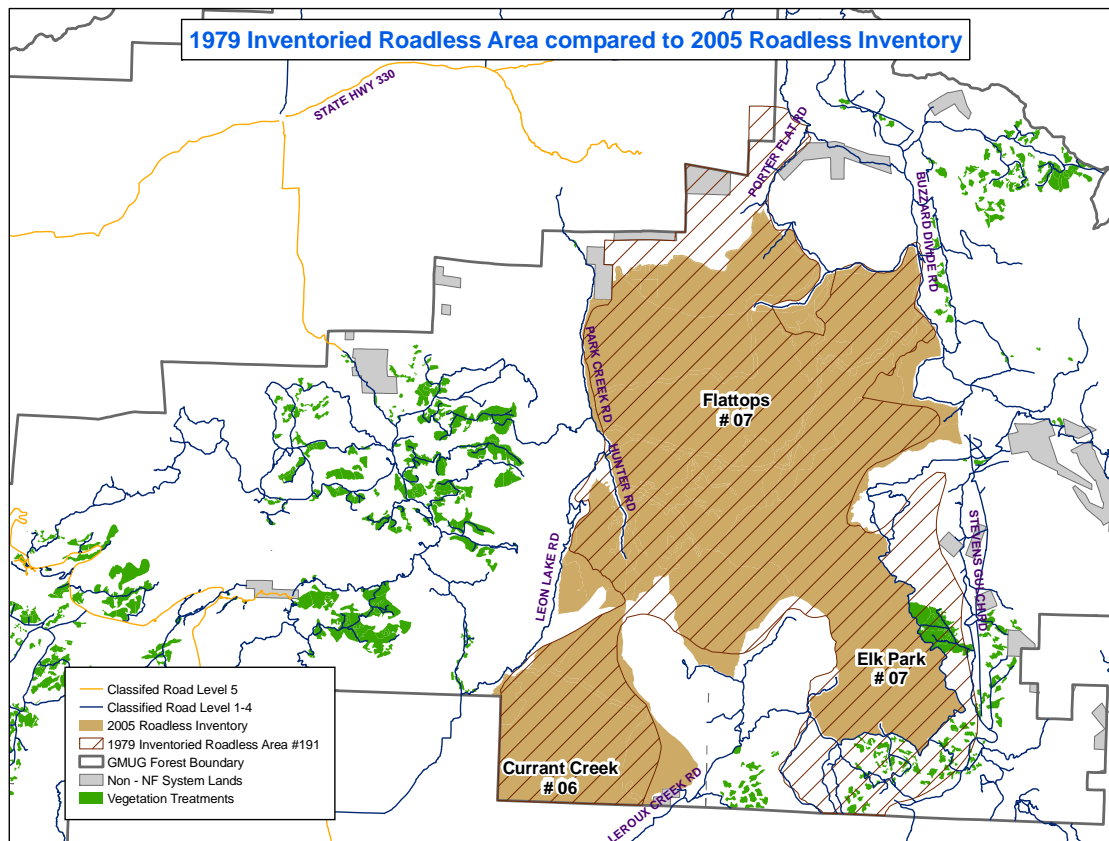 1979 Inventoried Roadless Area compared to 2005 Roadless Inventory
STATE HWY 330
PORTER FLAT RD
BUZZARD DIVIDE RD
PARK CREEK RD
Flattops
# 07
HUNTER RD
LEON LAKE RD
STEVENS GULCH RD
Elk Park
# 07
Currant Creek
# 06
LEROUX CREEK RD
Classifed Road Level 5
Classified Road Level 1-4
2005 Roadless Inventory
1979 Inventoried Roadless Area #191
GMUG Forest Boundary
Non - NF System Lands
Vegetation Treatments